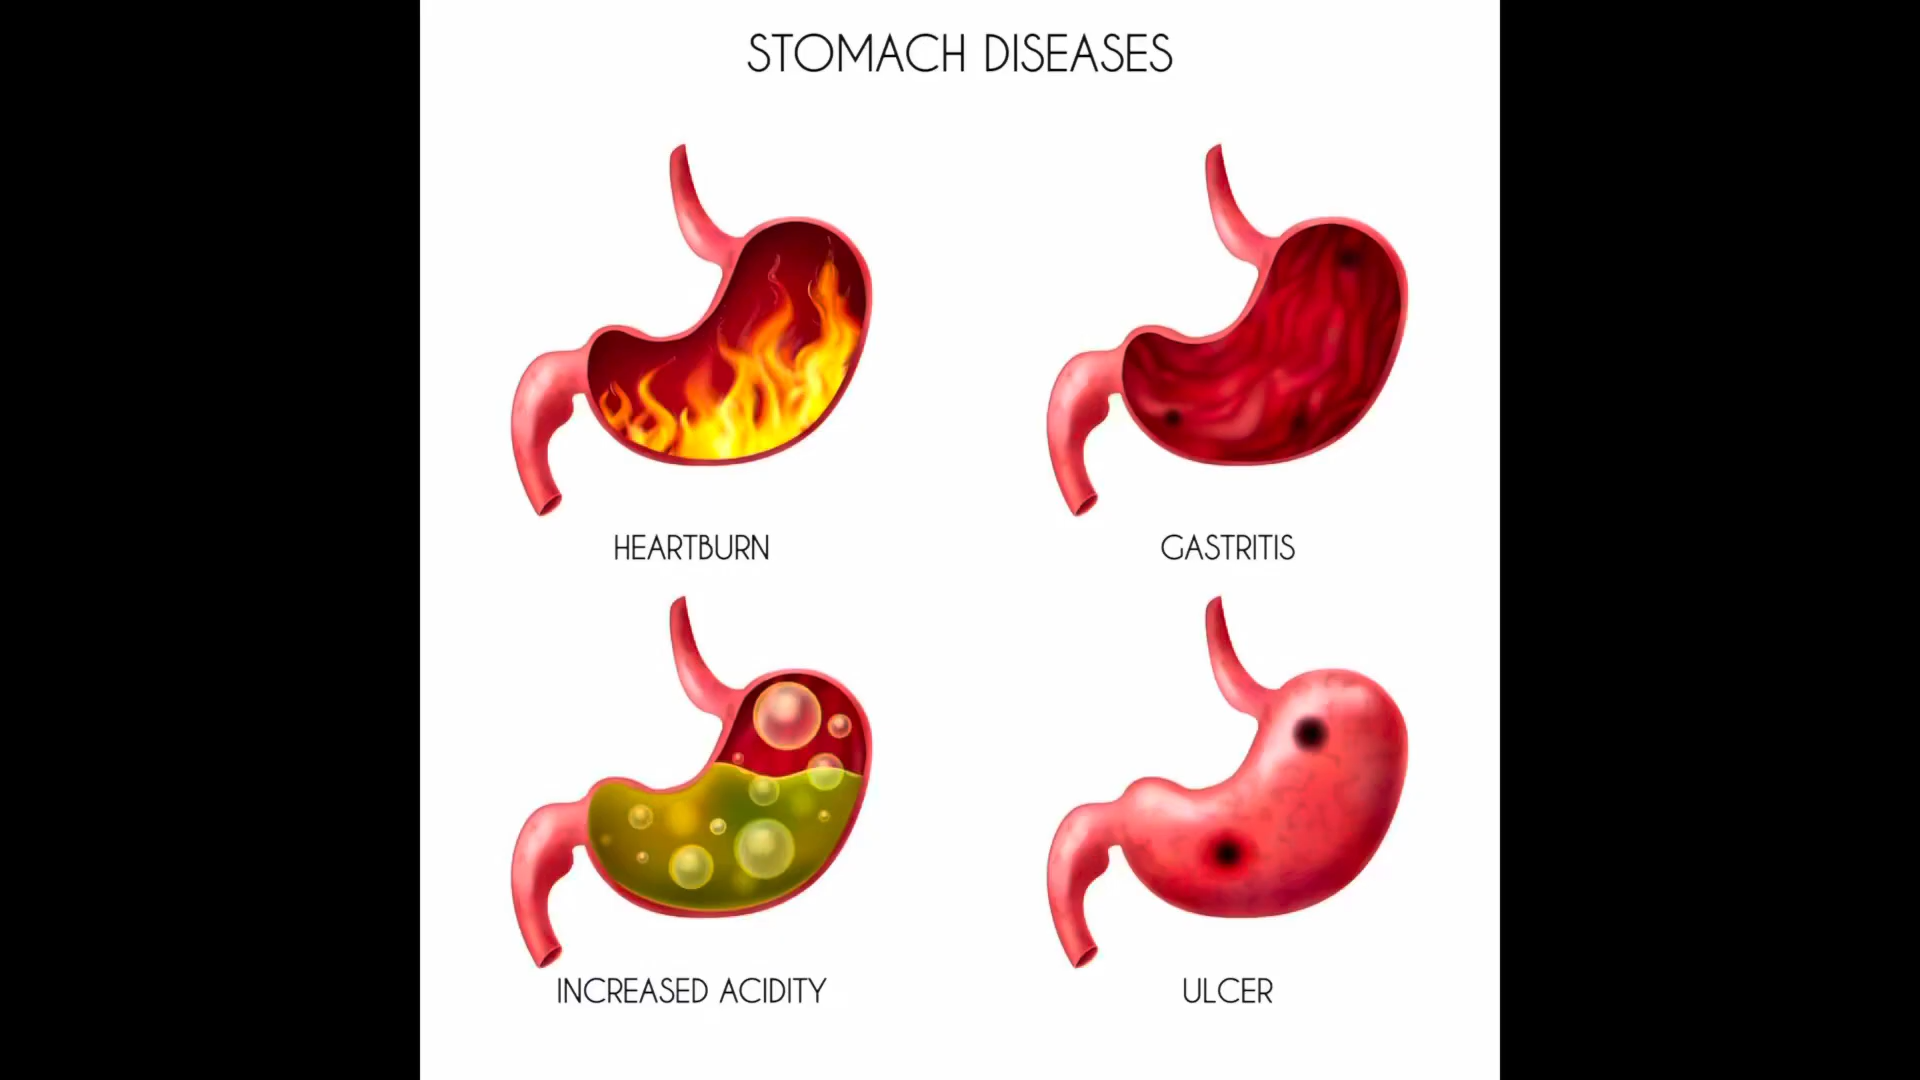 STOMACH DISEASES
HEARTBURN
GASTRITIS
INCREASED ACIDITY
ULCER